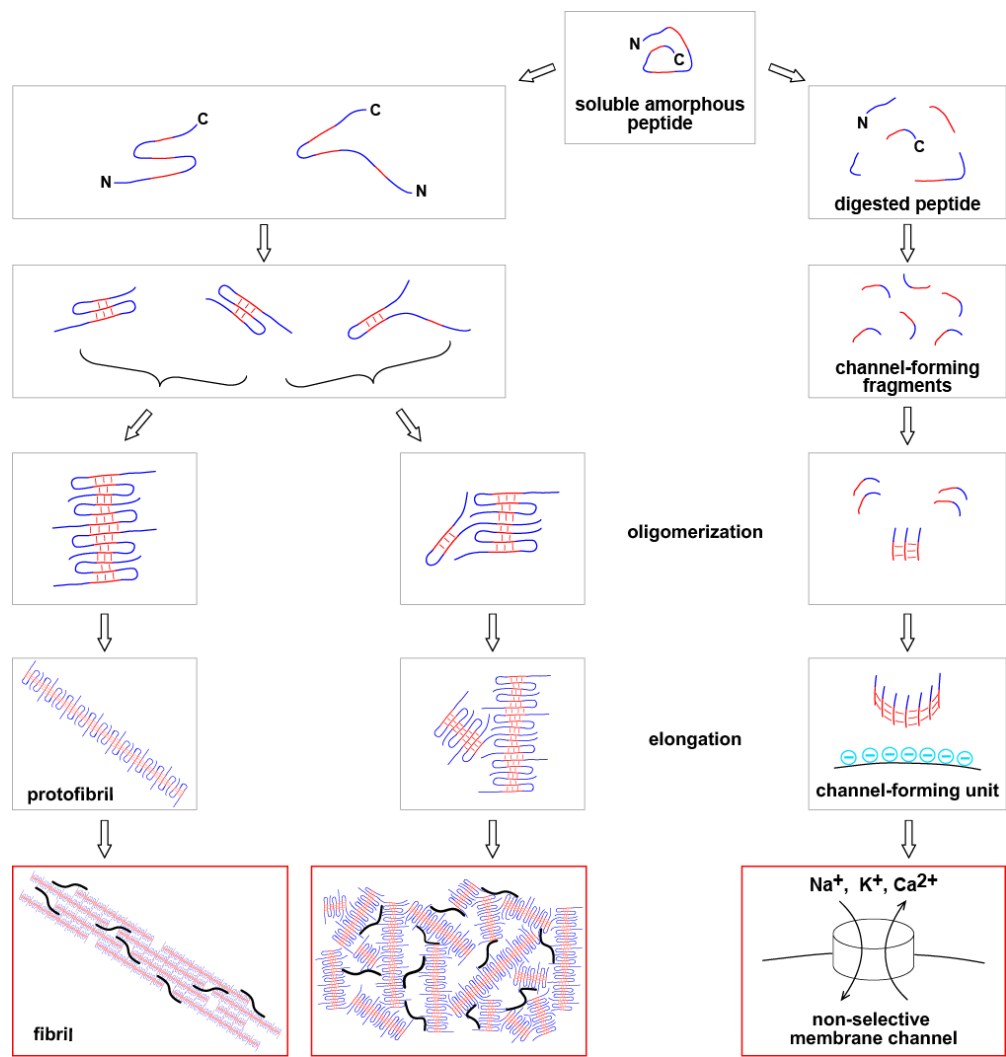 N
C
soluble amorphous
peptide
C
N
C
N
N
C
digested peptide
channel-forming
fragments
oligomerization
elongation
protofibril
channel-forming unit
fibril
Na+, K+, Ca2+
non-selective
membrane channel